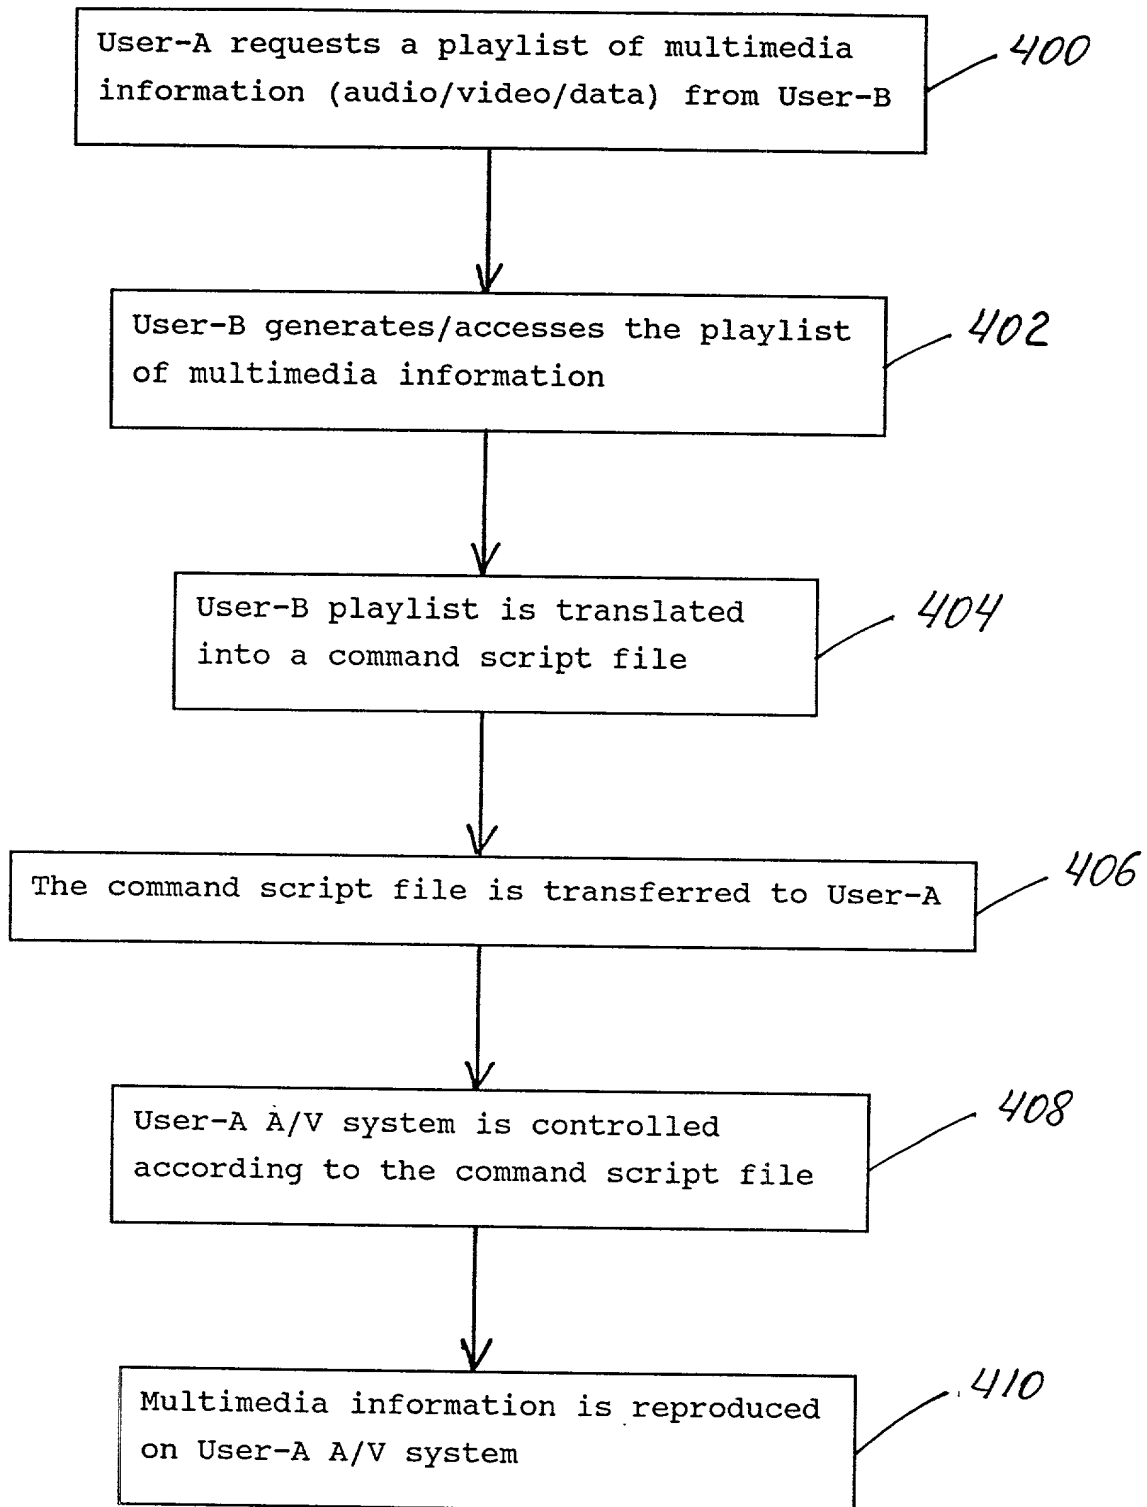 User-A requests a playlist of multimedia
information (audio/video/data) from User-B
400
User-B generates/accesses the playlist
of multimedia information
402
User-B playlist is translated
into a command script file
404
The command script file is transferred to User-A
406
User-A A/V system is controlled
according to the command script file
408
Multimedia information is reproduced
on User-A A/V system
410